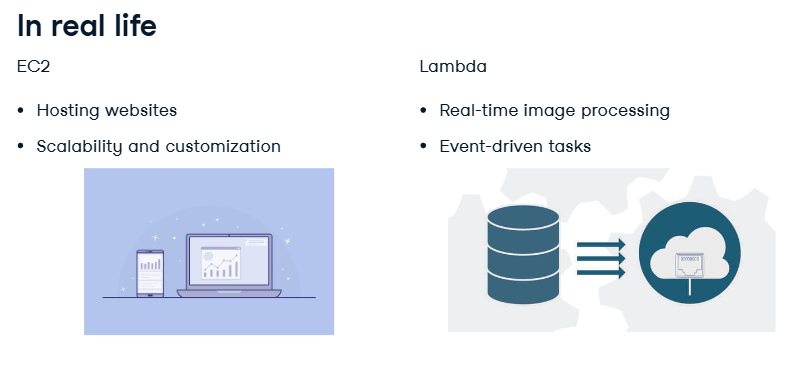 In real life
EC2
• Hosting websites
• Scalability and customization
Lambda
• Real-time image processing
• Event-driven tasks